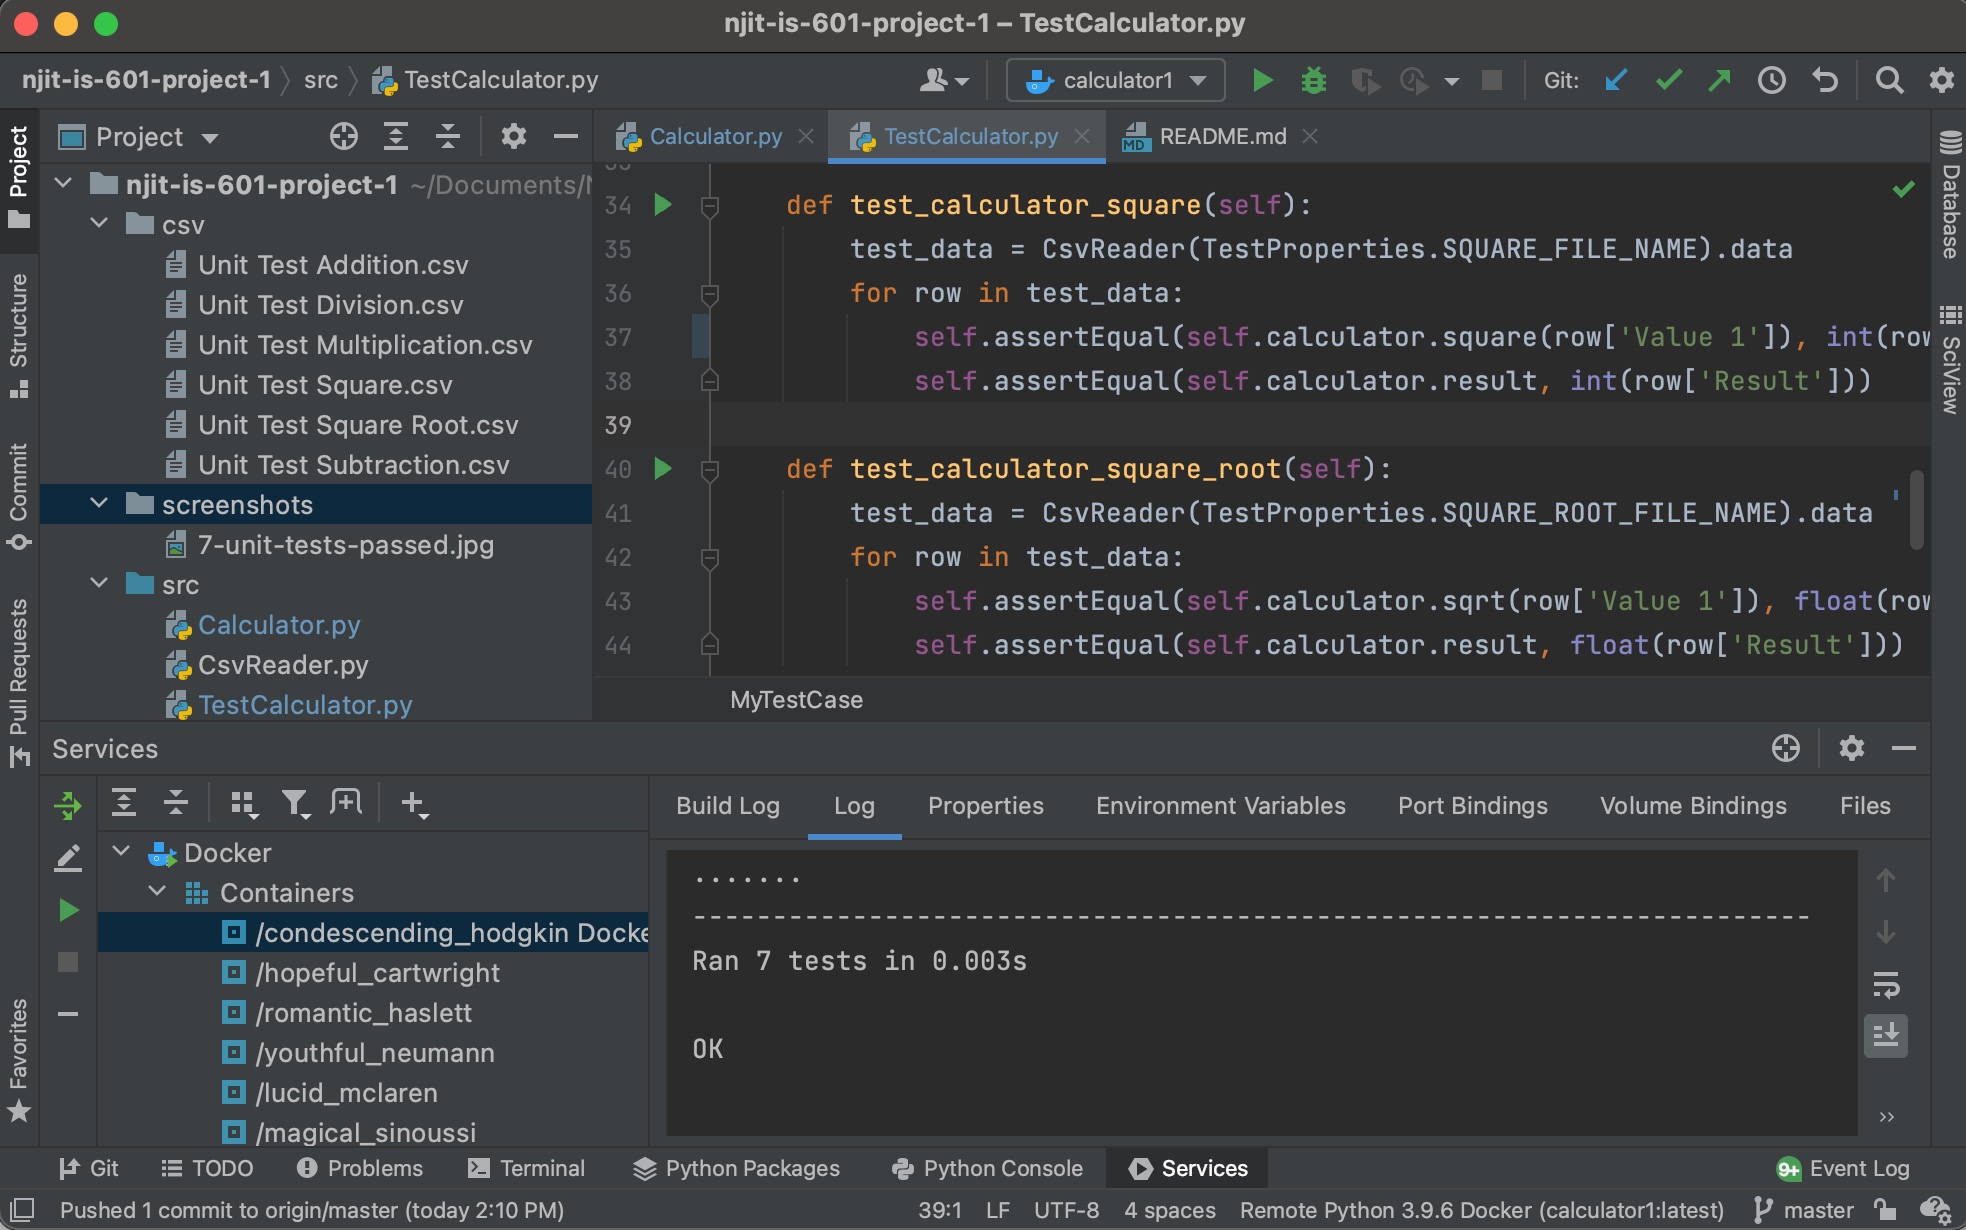 njit-is-601-project-1 – TestCalculator.py
njit-is-601-project-1 src TestCalculator.py
calculator1
Git:
Project
Calculator.py
TestCalculator.py
README.md
Project
Structure
Commit
Pull Requests
Favorites
njit-is-601-project-1 ~/Documents/
csv
Unit Test Addition.csv
Unit Test Division.csv
Unit Test Multiplication.csv
Unit Test Square.csv
Unit Test Square Root.csv
Unit Test Subtraction.csv
screenshots
7-unit-tests-passed.jpg
src
Calculator.py
CsvReader.py
TestCalculator.py
34 def test_calculator_square(self):
35 test_data = CsvReader(TestProperties.SQUARE_FILE_NAME).data
36 for row in test_data:
37 self.assertEqual(self.calculator.square(row['Value 1']), int(row
38 self.assertEqual(self.calculator.result, int(row['Result']))
39
40 def test_calculator_square_root(self):
41 test_data = CsvReader(TestProperties.SQUARE_ROOT_FILE_NAME).data
42 for row in test_data:
43 self.assertEqual(self.calculator.sqrt(row['Value 1']), float(row
44 self.assertEqual(self.calculator.result, float(row['Result']))
MyTestCase
Database
SciView
Services
Build Log Log Properties Environment Variables Port Bindings Volume Bindings Files
Docker
Containers
/condescending_hodgkin Docke
/hopeful_cartwright
/romantic_haslett
/youthful_neumann
/lucid_mclaren
/magical_sinoussi
.......
----------------------------------------------------------------------
Ran 7 tests in 0.003s
OK
Git TODO Problems Terminal Python Packages Python Console Services 9+ Event Log
Pushed 1 commit to origin/master (today 2:10 PM) 39:1 LF UTF-8 4 spaces Remote Python 3.9.6 Docker (calculator1:latest) master